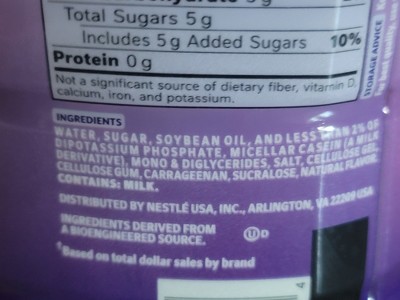 Total Sugars 5 g
Includes 5 g Added Sugars 10%
Protein 0 g
Not a significant source of dietary fiber, vitamin D,
calcium, iron, and potassium.
STORAGE ADVICE
INGREDIENTS
WATER, SUGAR, SOYBEAN OIL, AND LESS THAN 2% OF
DIPOTASSIUM PHOSPHATE, MICELLAR CASEIN (A MILK
DERIVATIVE), MONO & DIGLYCERIDES, SALT, CELLULOSE GEL,
CELLULOSE GUM, CARRAGEENAN, SUCRALOSE, NATURAL FLAVOR.
CONTAINS: MILK.
DISTRIBUTED BY NESTLÉ USA, INC., ARLINGTON, VA 22209 USA
INGREDIENTS DERIVED FROM
A BIOENGINEERED SOURCE.
U D
†Based on total dollar sales by brand